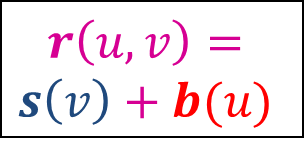 r(u, v) =
s(v) + b(u)